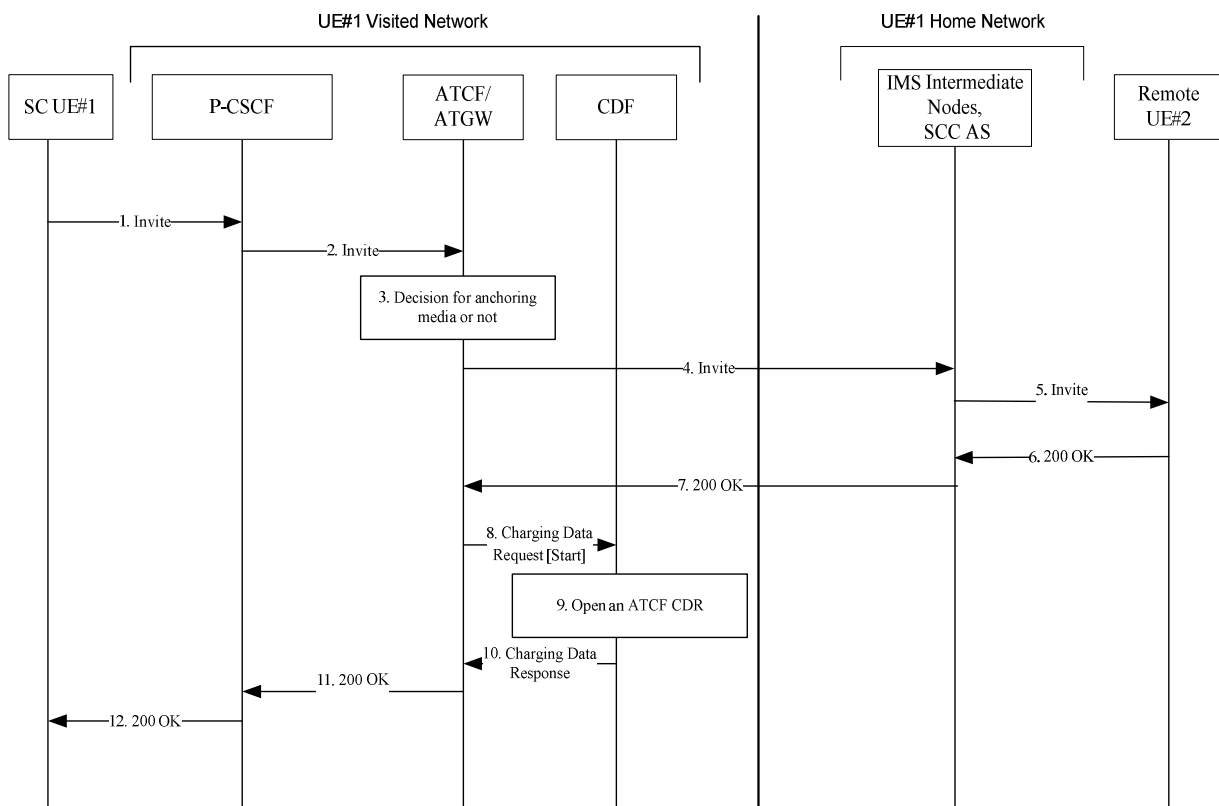 UE#1 Visited Network
UE#1 Home Network
SC UE#1
P-CSCF
ATCF/
ATGW
CDF
IMS Intermediate
Nodes,
SCC AS
Remote
UE#2
1. Invite
2. Invite
3. Decision for anchoring
media or not
4. Invite
5. Invite
6. 200 OK
7. 200 OK
8. Charging Data
Request [Start]
9. Open an ATCF CDR
10. Charging Data
Response
11. 200 OK
12. 200 OK